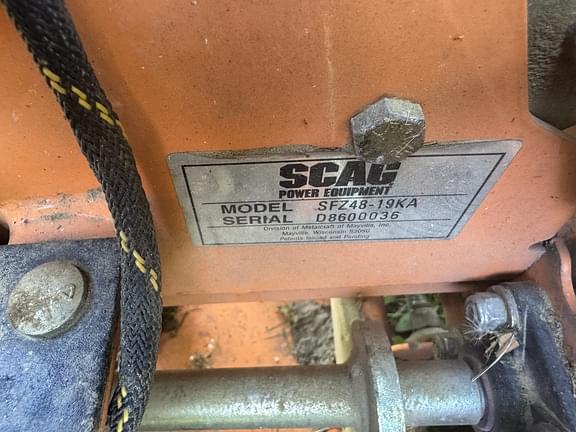 SCAG
POWER EQUIPMENT
MODEL SFZ48-19KA
SERIAL D8600036
Division of Metalcraft of Mayville, Inc.
Mayville, Wisconsin 53050
Patents Issued and Pending